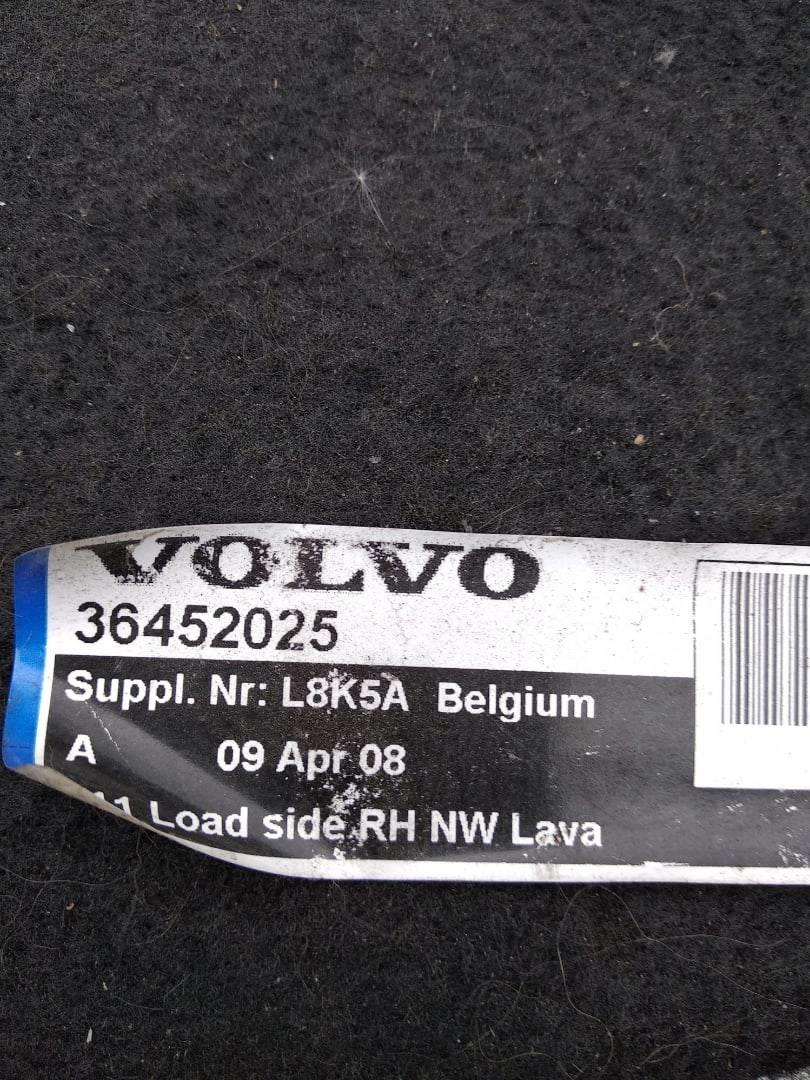 VOLVO
36452025
Suppl. Nr: L8K5A Belgium
A 09 Apr 08
Load side RH NW Lava